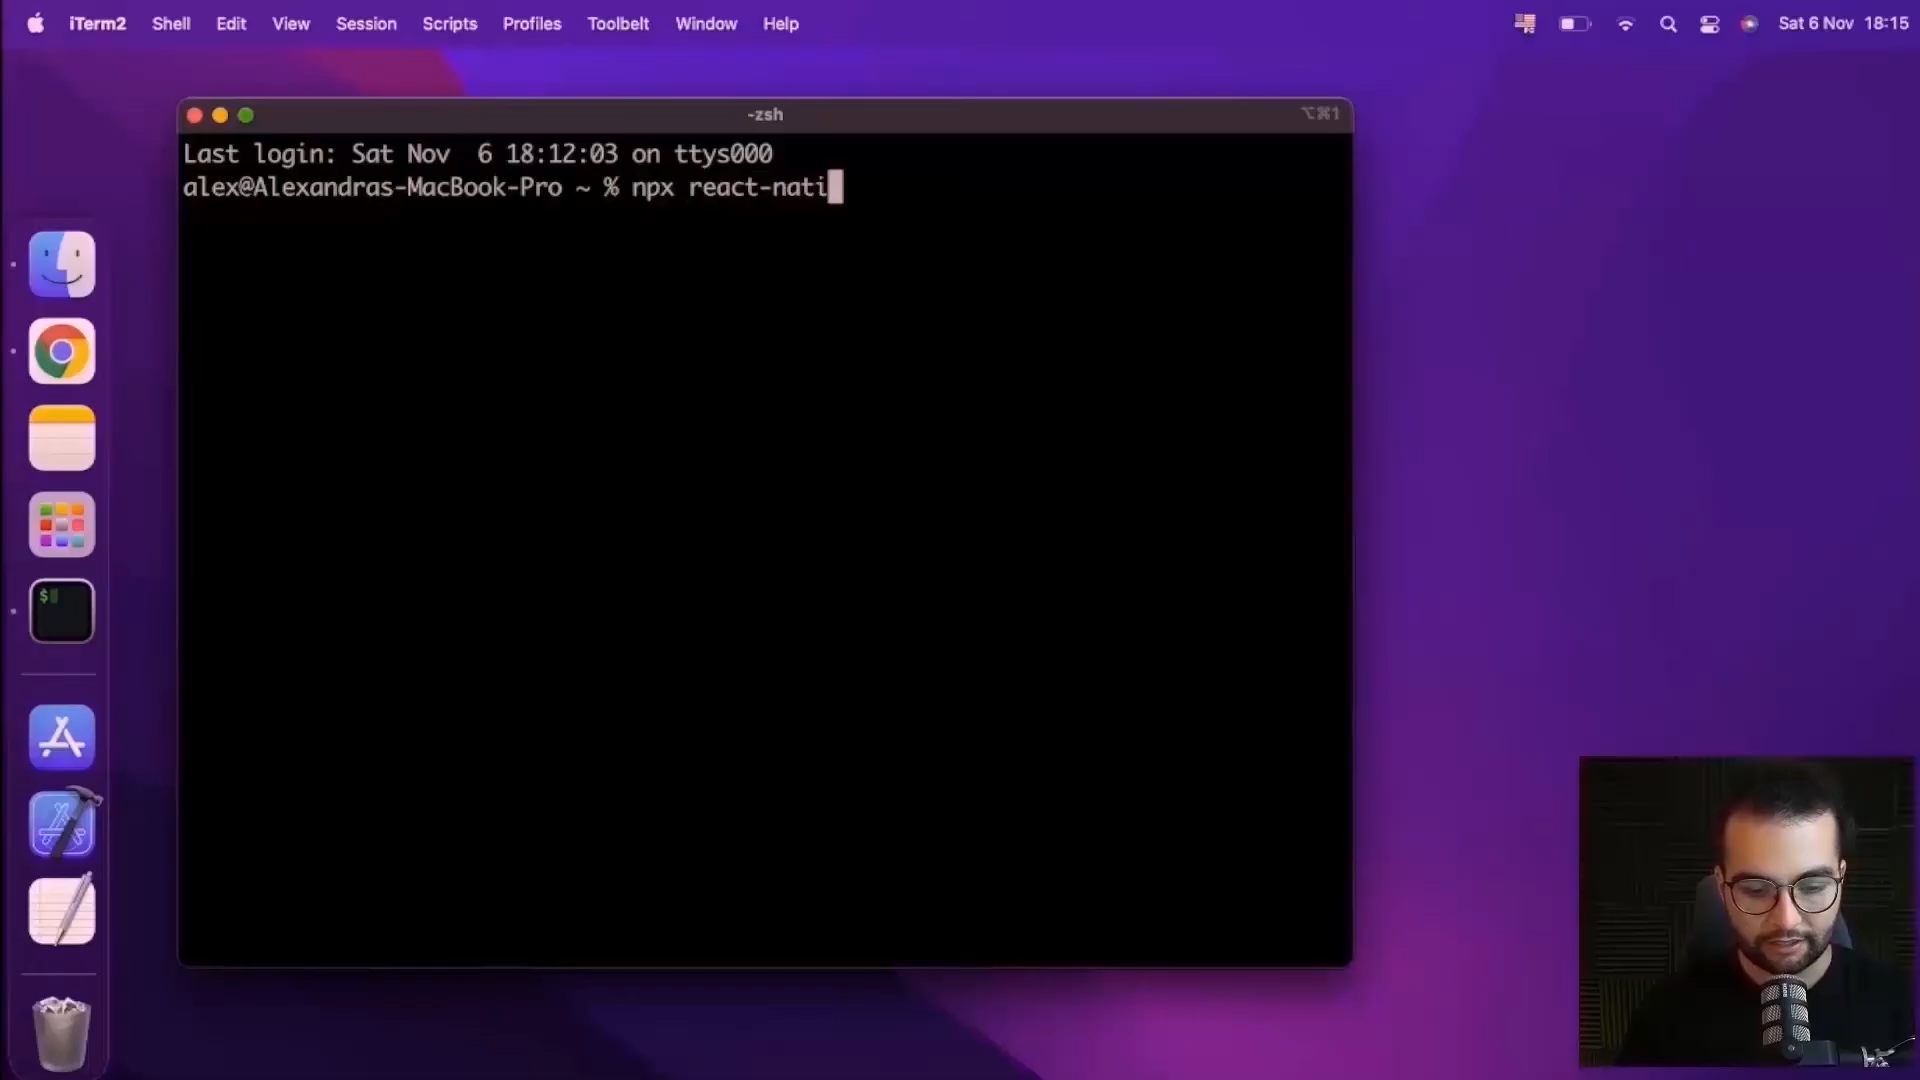 iTerm2 Shell Edit View Session Scripts Profiles Toolbelt Window Help Sat 6 Nov 18:15
-zsh ⌥⌘1
Last login: Sat Nov  6 18:12:03 on ttys000
alex@Alexandras-MacBook-Pro ~ % npx react-nati
$